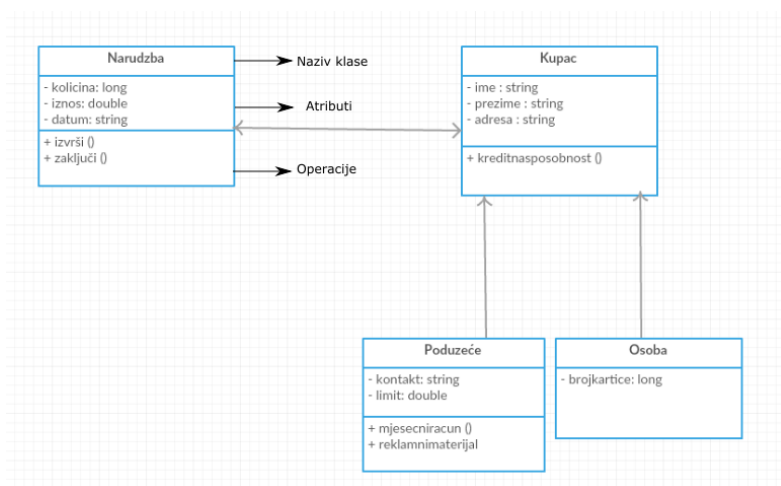 Narudzba
- kolicina: long
- iznos: double
- datum: string
+ izvrši ()
+ zaključi ()
Naziv klase
Atributi
Operacije
Kupac
- ime : string
- prezime : string
- adresa : string
+ kreditnasposobnost ()
Poduzeće
- kontakt: string
- limit: double
+ mjesecniracun ()
+ reklamnimaterijal
Osoba
- brojkartice: long